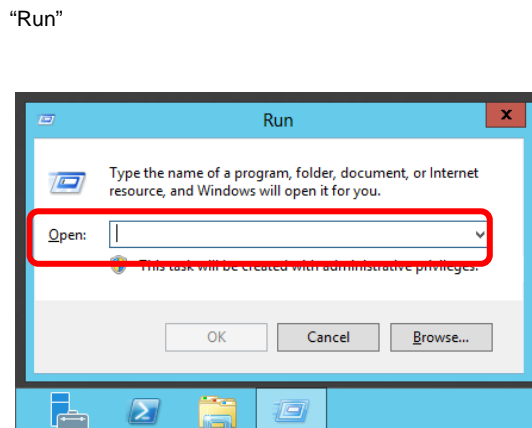 “Run”
Run
x
Type the name of a program, folder, document, or Internet
resource, and Windows will open it for you.
Open:
This task will be created with administrative privileges.
OK
Cancel
Browse...